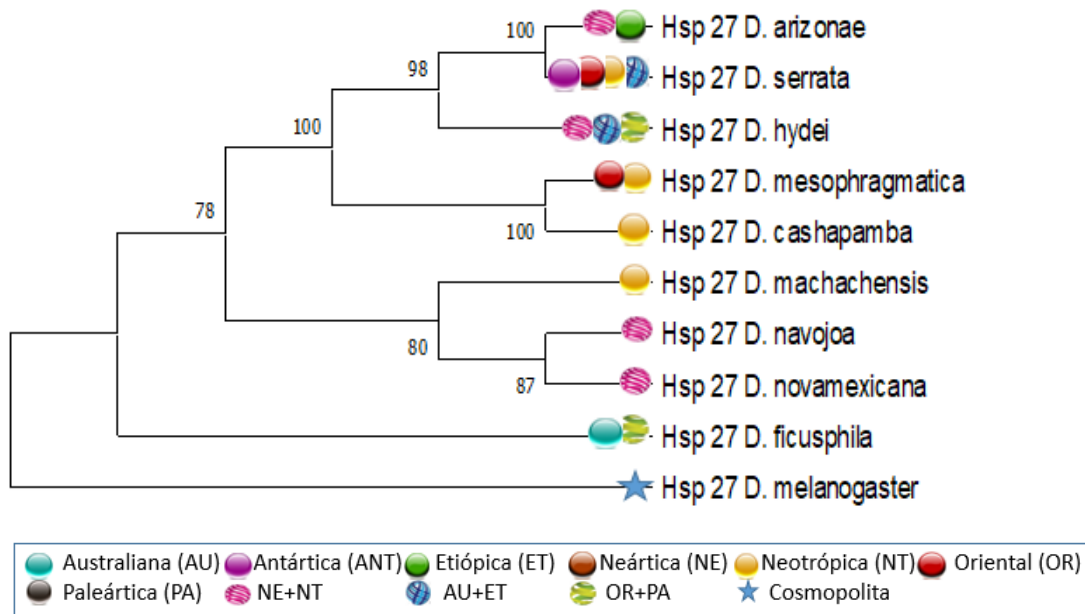 100
Hsp 27 D. arizonae
98
Hsp 27 D. serrata
100
Hsp 27 D. hydei
78
Hsp 27 D. mesophragmatica
100
Hsp 27 D. cashapamba
Hsp 27 D. machachensis
80
Hsp 27 D. navojoa
87
Hsp 27 D. novamexicana
Hsp 27 D. ficusphila
Hsp 27 D. melanogaster
Australiana (AU) Antártica (ANT) Etiópica (ET) Neártica (NE) Neotrópica (NT) Oriental (OR)
Paleártica (PA) NE+NT AU+ET OR+PA Cosmopolita